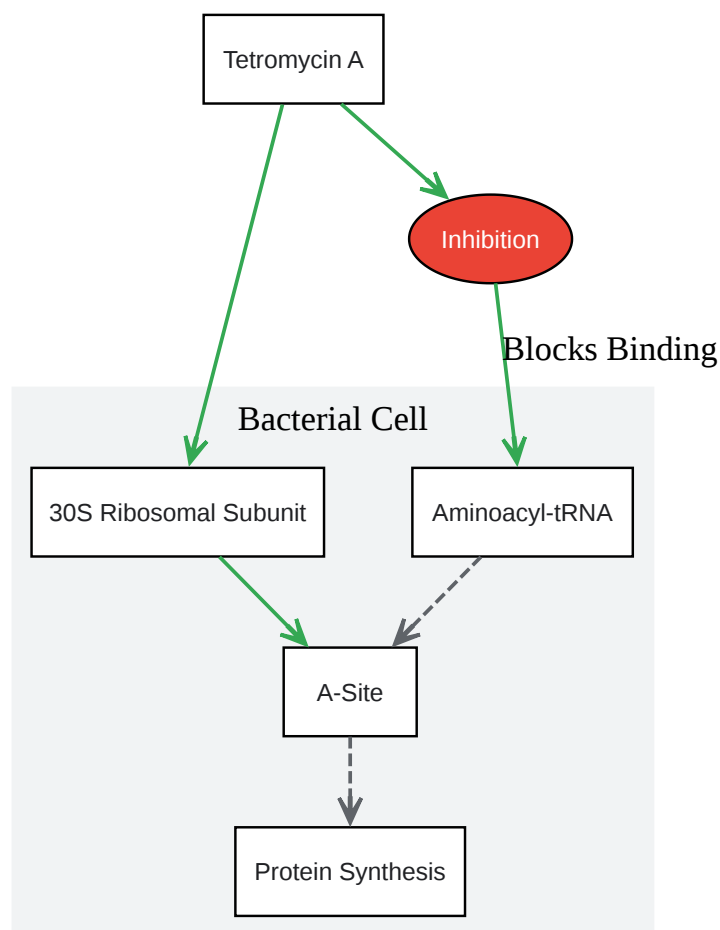 Tetromycin A
Inhibition
Blocks Binding
Bacterial Cell
30S Ribosomal Subunit
Aminoacyl-tRNA
A-Site
Protein Synthesis